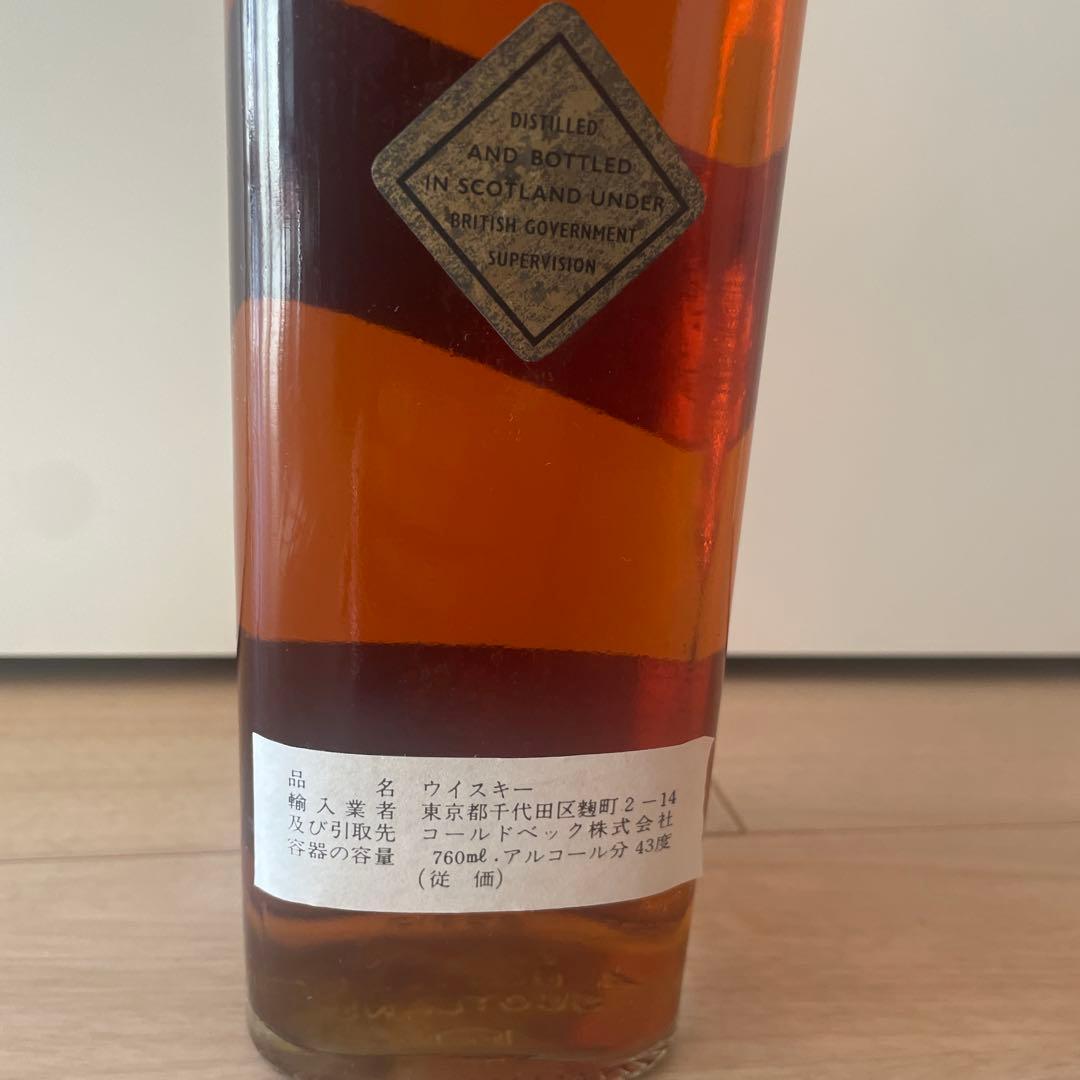 DISTILLED
AND BOTTLED
IN SCOTLAND UNDER
BRITISH GOVERNMENT
SUPERVISION
品名 ウイスキー
輸入業者 東京都千代田区麹町2-14
及び引取先 コールドベック株式会社
容器の容量 760mℓ.アルコール分43度
(従価)